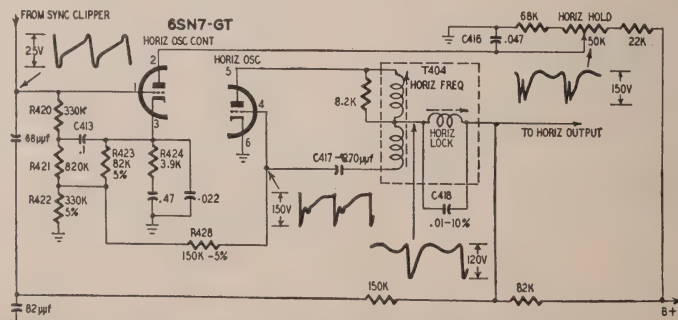 FROM SYNC CLIPPER
6SN7-GT
HORIZ OSC CONT
HORIZ OSC
25V
2
1
3
5
4
6
C416
.047
68K
HORIZ HOLD
50K
22K
T404
HORIZ FREQ
8.2K
HORIZ LOCK
150V
TO HORIZ OUTPUT
R420
330K
C413
.1
68μμf
R421
820K
R423
82K
5%
R424
3.9K
R422
330K
5%
.47
.022
C417
150V
C418
.01-10%
R428
150K-5%
120V
82μμf
150K
82K
B+